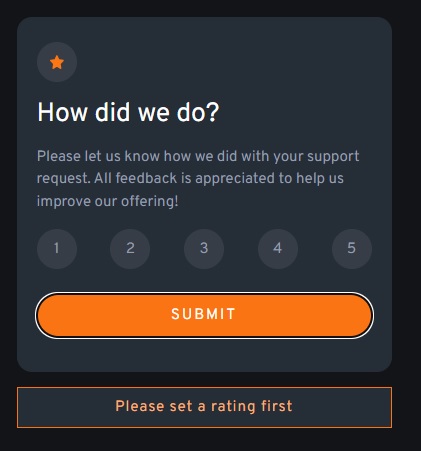 How did we do?
Please let us know how we did with your support
request. All feedback is appreciated to help us
improve our offering!
1 2 3 4 5
SUBMIT
Please set a rating first